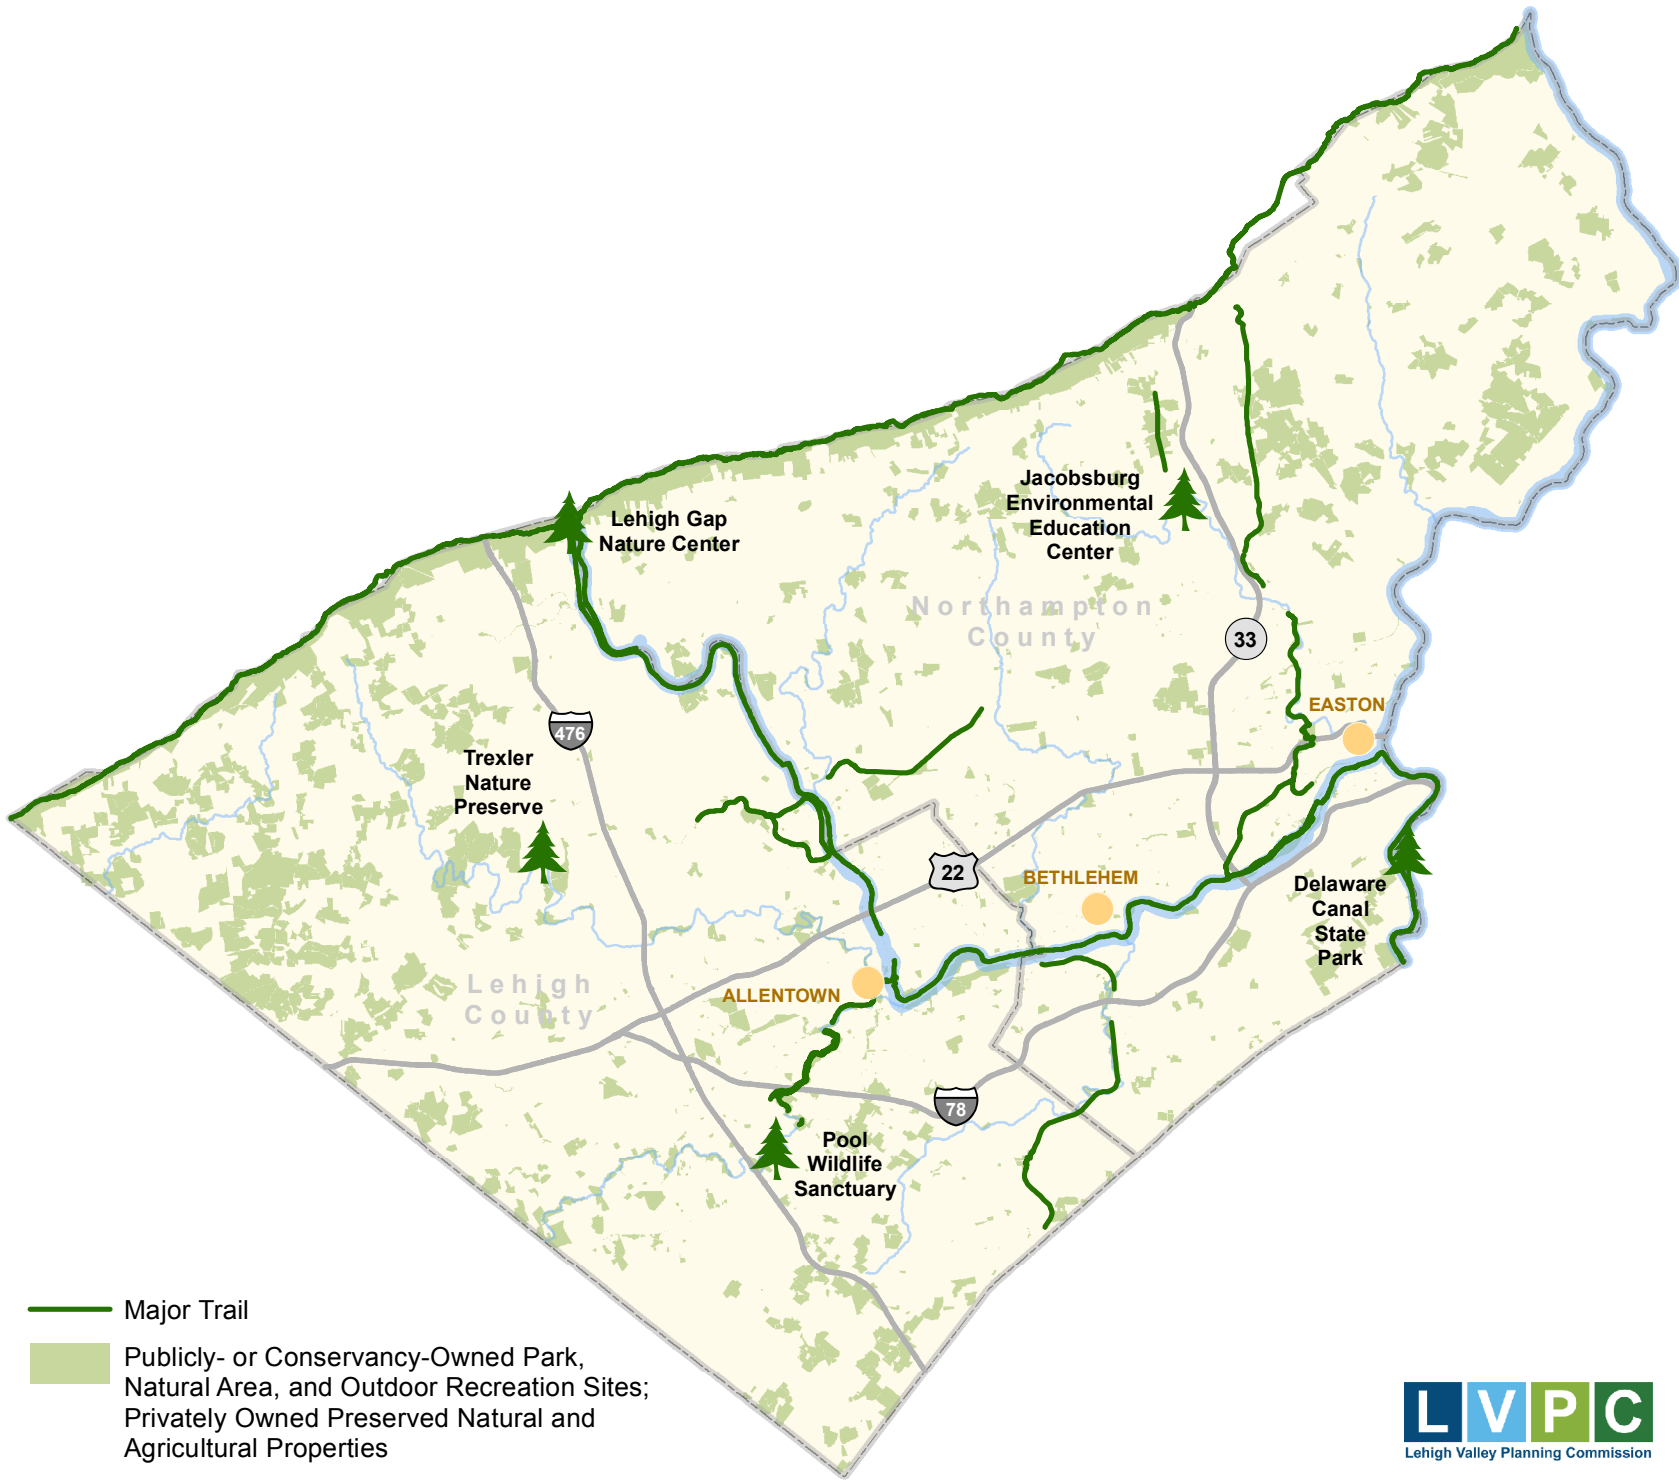 Jacobsburg
Environmental
Education
Center
Lehigh Gap
Nature Center
Northampton
County
33
EASTON
476
Trexler
Nature
Preserve
22
BETHLEHEM
Delaware
Canal
State
Park
Lehigh
County
ALLENTOWN
78
Pool
Wildlife
Sanctuary
Major Trail
Publicly- or Conservancy-Owned Park,
Natural Area, and Outdoor Recreation Sites;
Privately Owned Preserved Natural and
Agricultural Properties
LVPC
Lehigh Valley Planning Commission